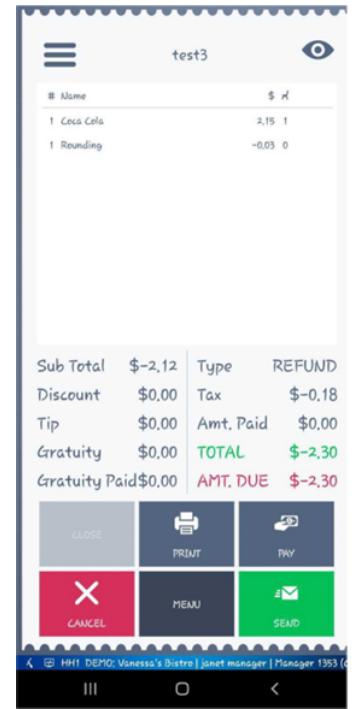 test3
# Name $
1 Coca Cola 2,15 1
1 Rounding -0,03 0
Sub Total $-2,12 Type REFUND
Discount $0,00 Tax $-0,18
Tip $0,00 Amt. Paid $0,00
Gratuity $0,00 TOTAL $-2,30
Gratuity Paid $0,00 AMT. DUE $-2,30
CLOSE PRINT PAY
CANCEL MENU SEND
HH1 DEMO: Vanessa's Bistro | janet manager | Manager 1353